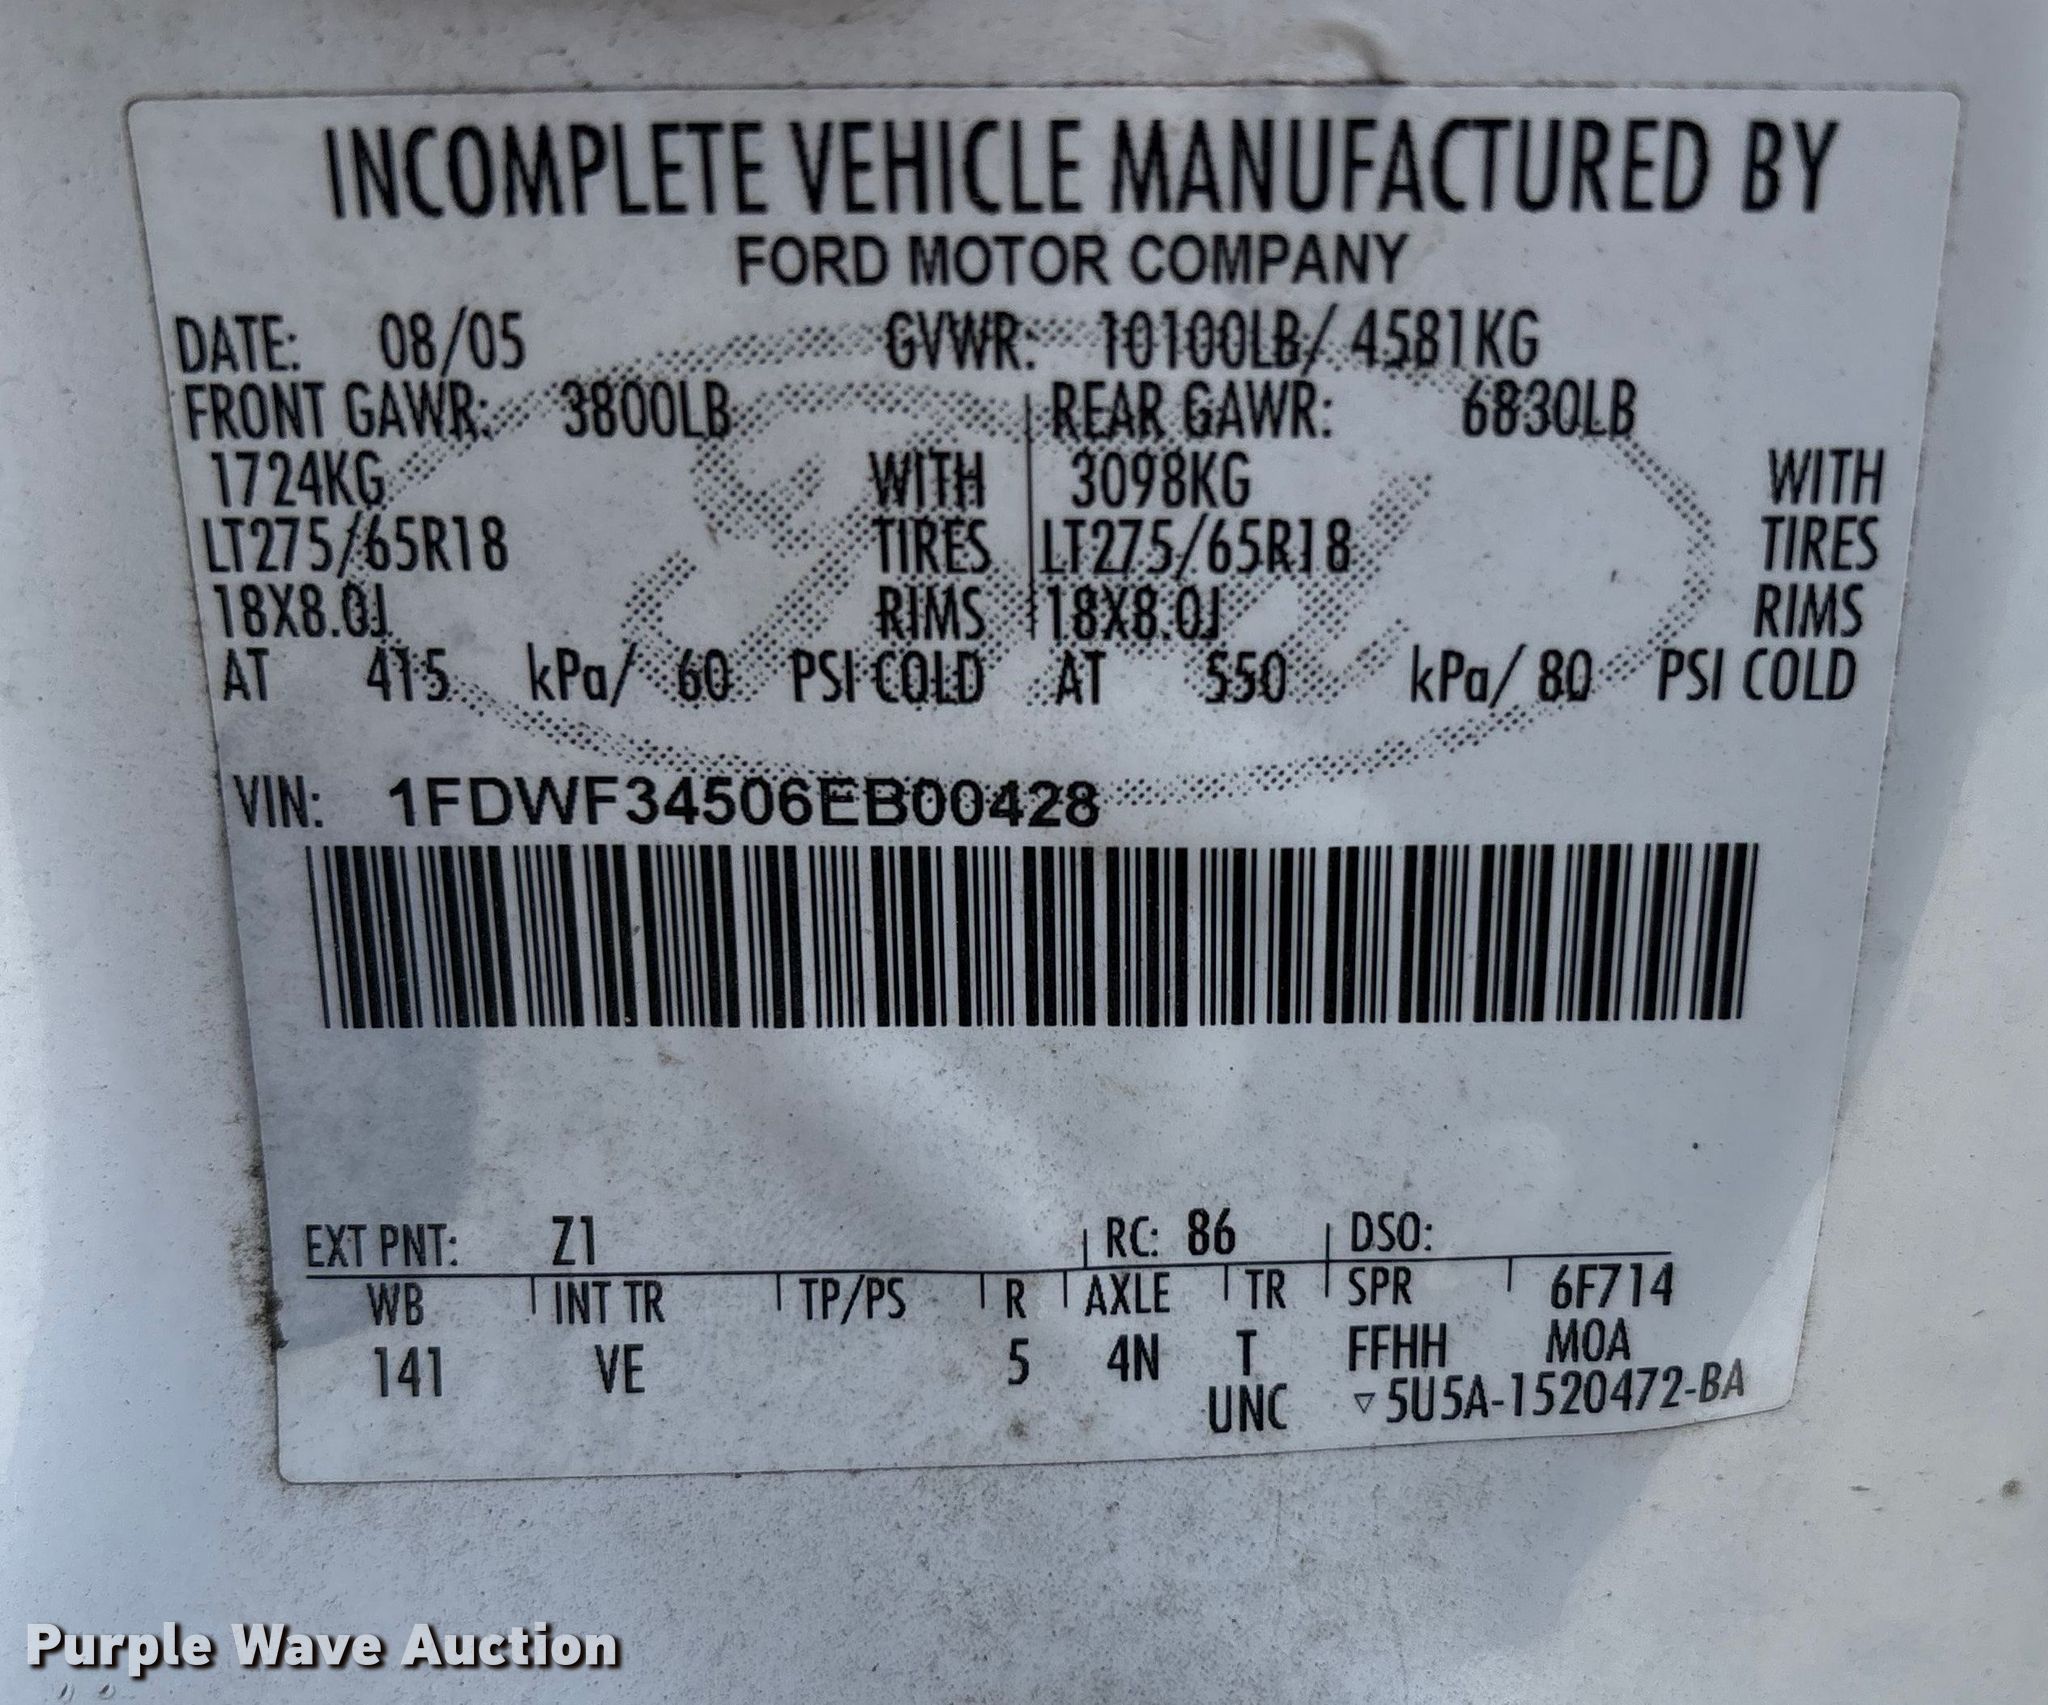 INCOMPLETE VEHICLE MANUFACTURED BY
FORD MOTOR COMPANY
DATE: 08/05 GVWR: 10100LB/ 4581KG
FRONT GAWR: 3800LB REAR GAWR: 6830LB
1724KG WITH 3098KG WITH
LT275/65R18 TIRES LT275/65R18 TIRES
18X8.0J RIMS 18X8.0J RIMS
AT 415 kPa/ 60 PSI COLD AT 550 kPa/ 80 PSI COLD
VIN: 1FDWF34506EB00428
EXT PNT: Z1 RC: 86 DSO:
WB INT TR TP/PS R AXLE TR SPR 6F714
141 VE 5 4N T FFHH MOA
UNC ▽5U5A-1520472-BA
Purple Wave Auction